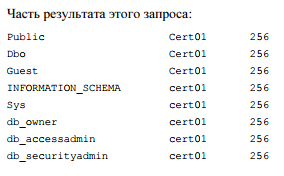 Часть результата этого запроса:
Public Cert01 256
Dbo Cert01 256
Guest Cert01 256
INFORMATION_SCHEMA cert01 256
Sys Cert01 256
db_owner cert01 256
db_accessadmin cert01 256
db_securityadmin cert01 256